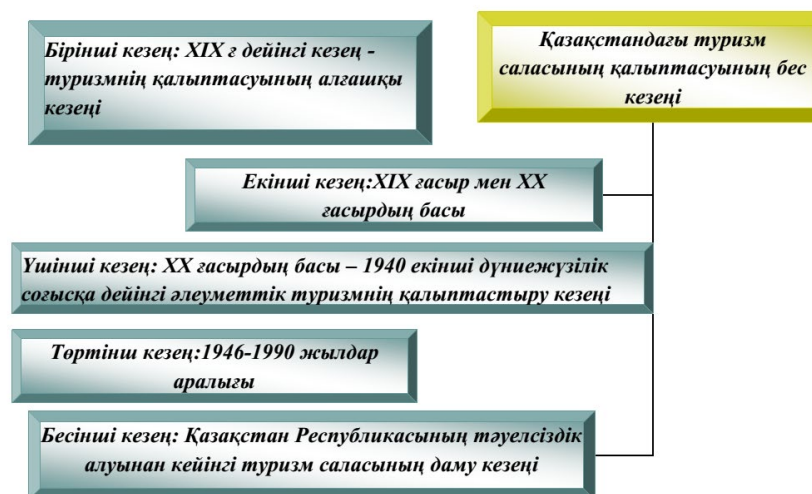 Қазақстандағы туризм
саласының қалыптасуының бес
кезеңі
Бірінші кезең: XIX ғ дейінгі кезең -
туризмнің қалыптасуының алғашқы
кезеңі
Екінші кезең:XIX ғасыр мен XX
ғасырдың басы
Үшінші кезең: XX ғасырдың басы – 1940 екінші дүниежүзілік
соғысқа дейінгі әлеуметтік туризмнің қалыптастыру кезеңі
Төртінш кезең:1946-1990 жылдар
аралығы
Бесінші кезең: Қазақстан Республикасының тәуелсіздік
алуынан кейінгі туризм саласының даму кезеңі